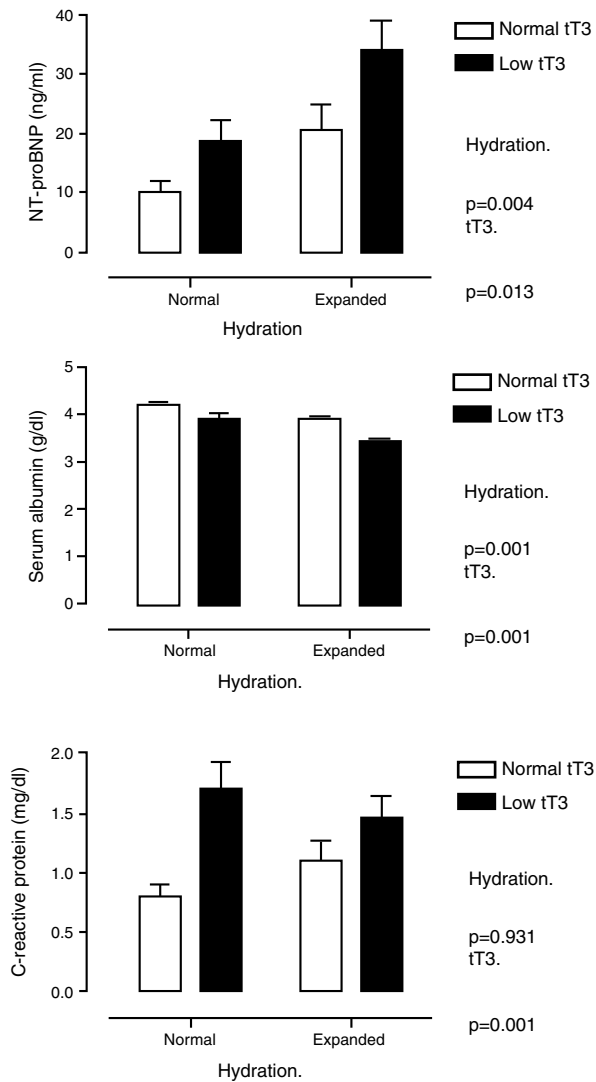 NT-proBNP (ng/ml)
40
30
20
10
0
Normal
Expanded
Hydration
Normal tT3
Low tT3
Hydration.
p=0.004
tT3.
p=0.013
Serum albumin (g/dl)
5
4
3
2
1
0
Normal
Expanded
Hydration.
Normal tT3
Low tT3
Hydration.
p=0.001
tT3.
p=0.001
C-reactive protein (mg/dl)
2.0
1.5
1.0
0.5
0.0
Normal
Expanded
Hydration.
Normal tT3
Low tT3
Hydration.
p=0.931
tT3.
p=0.001